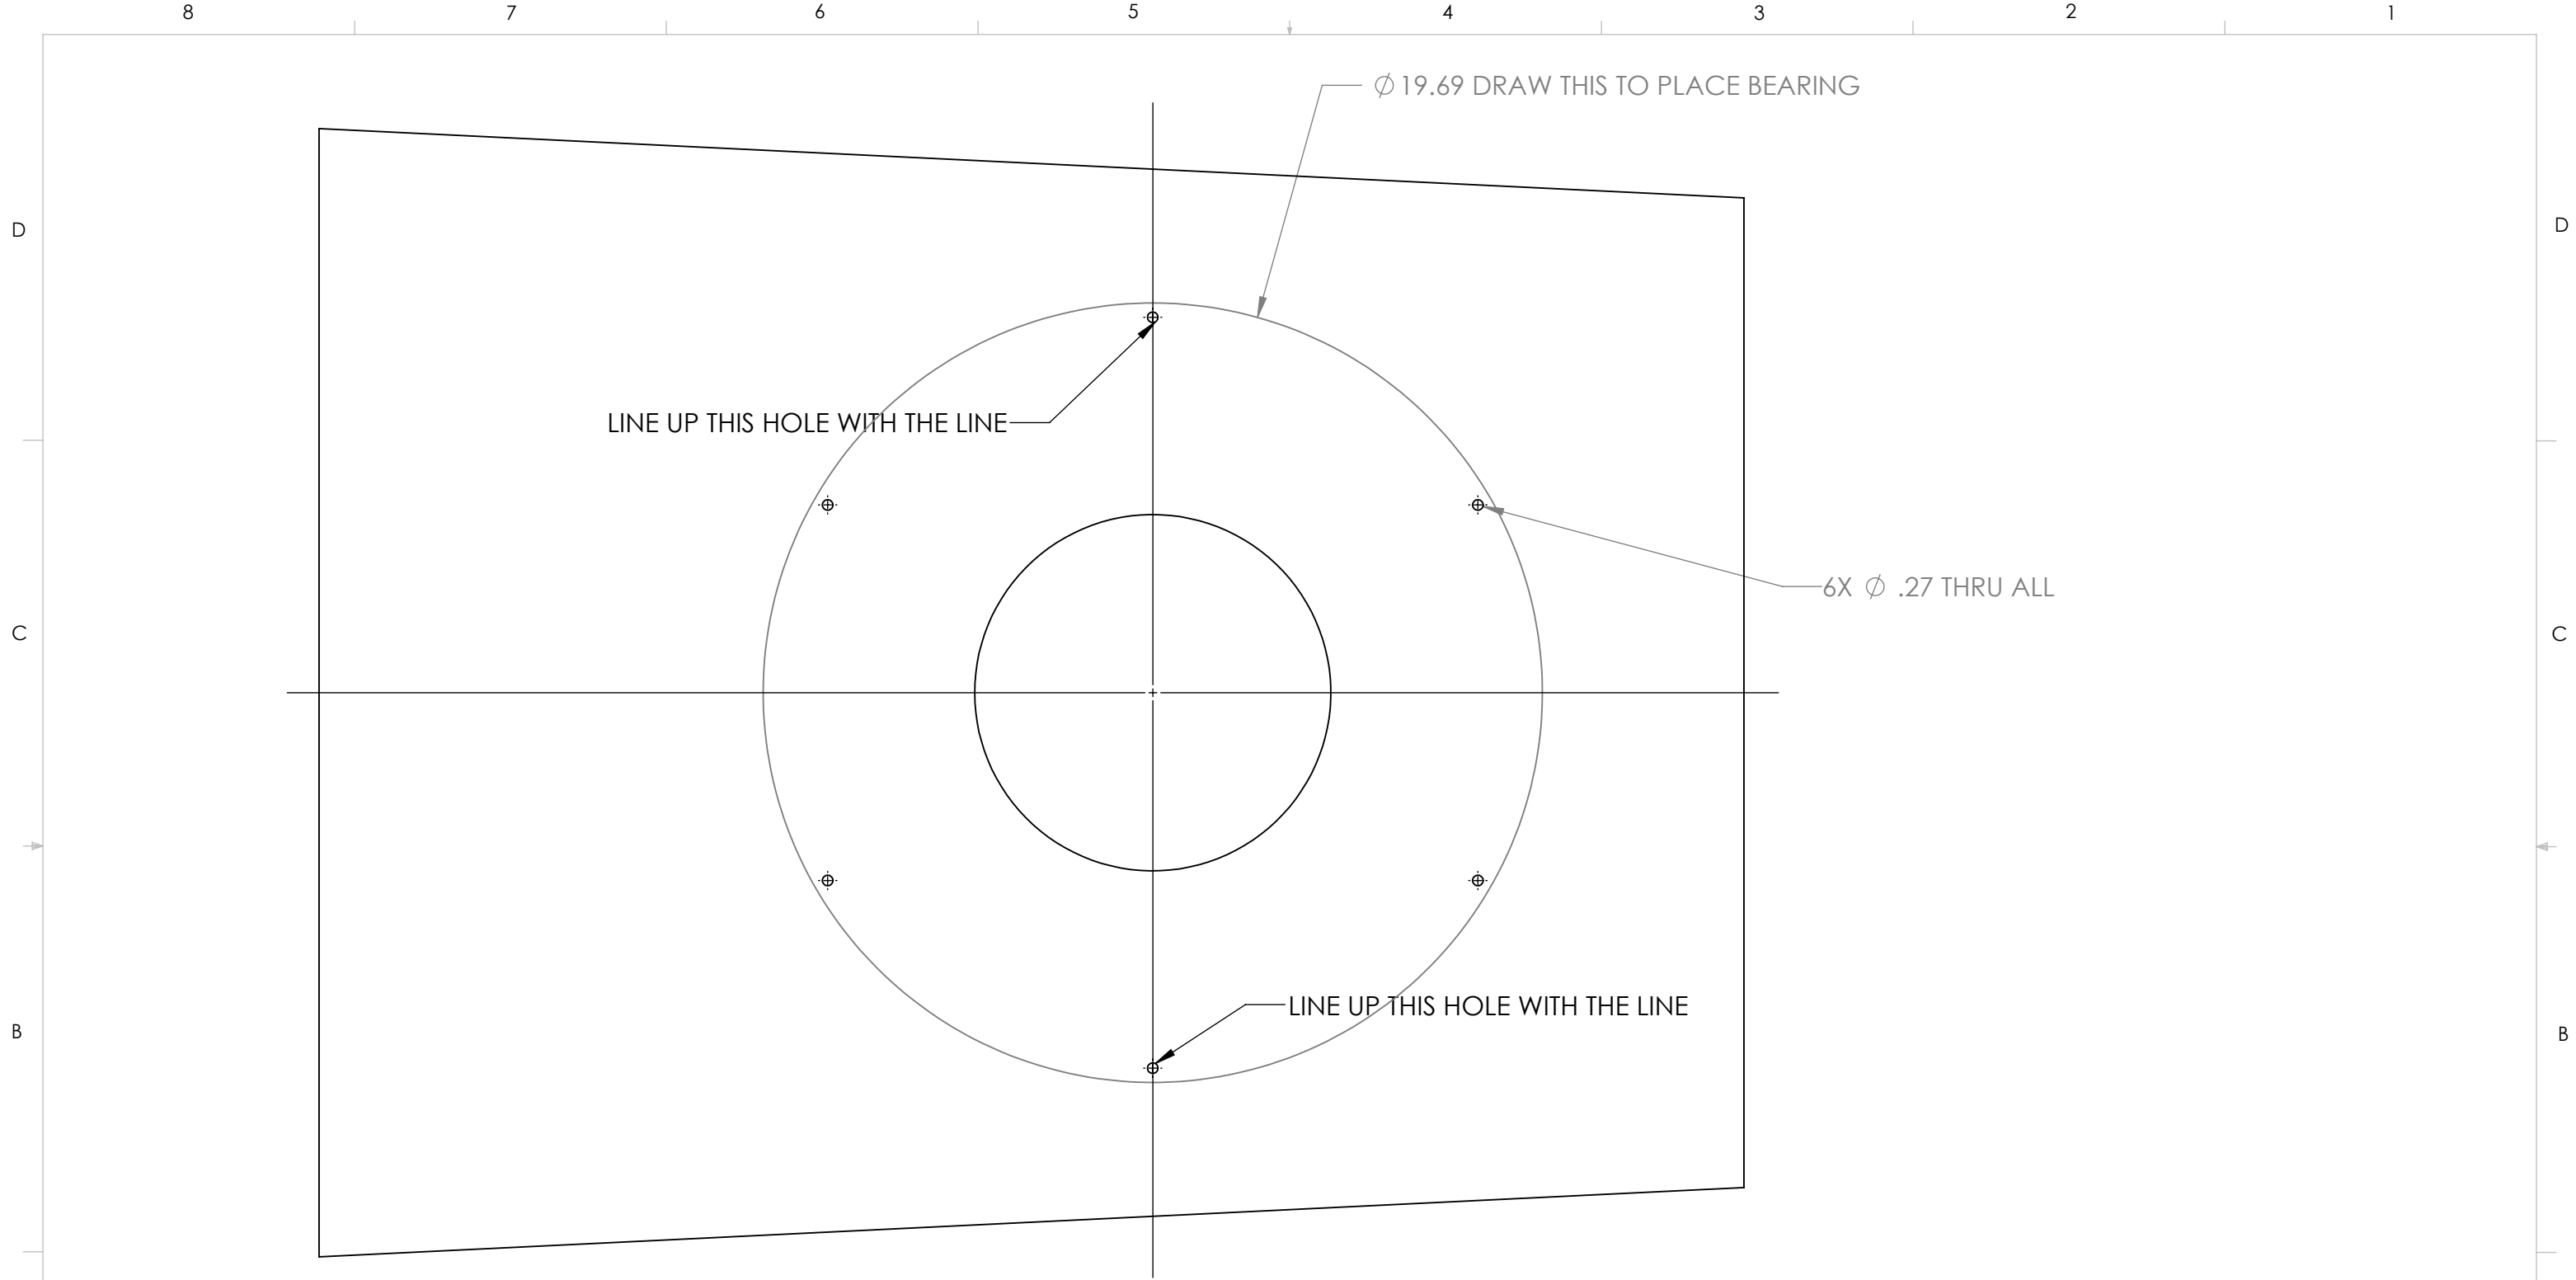 8 7 6 5 4 3 2 1
⌀19.69 DRAW THIS TO PLACE BEARING
D D
LINE UP THIS HOLE WITH THE LINE
6X ⌀ .27 THRU ALL
C C
LINE UP THIS HOLE WITH THE LINE
B B